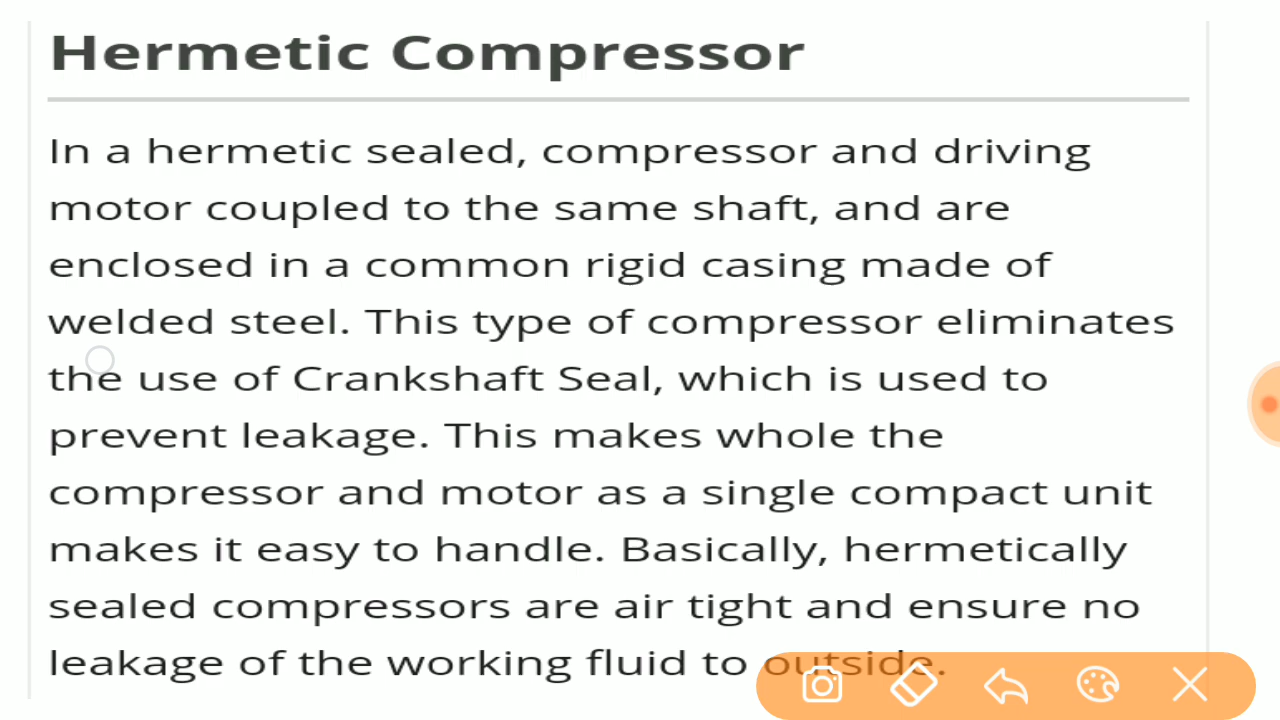 Hermetic Compressor
In a hermetic sealed, compressor and driving
motor coupled to the same shaft, and are
enclosed in a common rigid casing made of
welded steel. This type of compressor eliminates
the use of Crankshaft Seal, which is used to
prevent leakage. This makes whole the
compressor and motor as a single compact unit
makes it easy to handle. Basically, hermetically
sealed compressors are air tight and ensure no
leakage of the working fluid to outside.